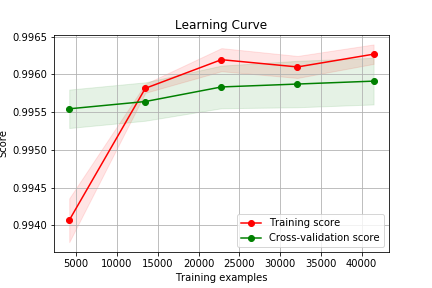 Learning Curve
0.9965
0.9960
0.9955
0.9950
0.9945
0.9940
Score
Training score
Cross-validation score
5000 10000 15000 20000 25000 30000 35000 40000
Training examples